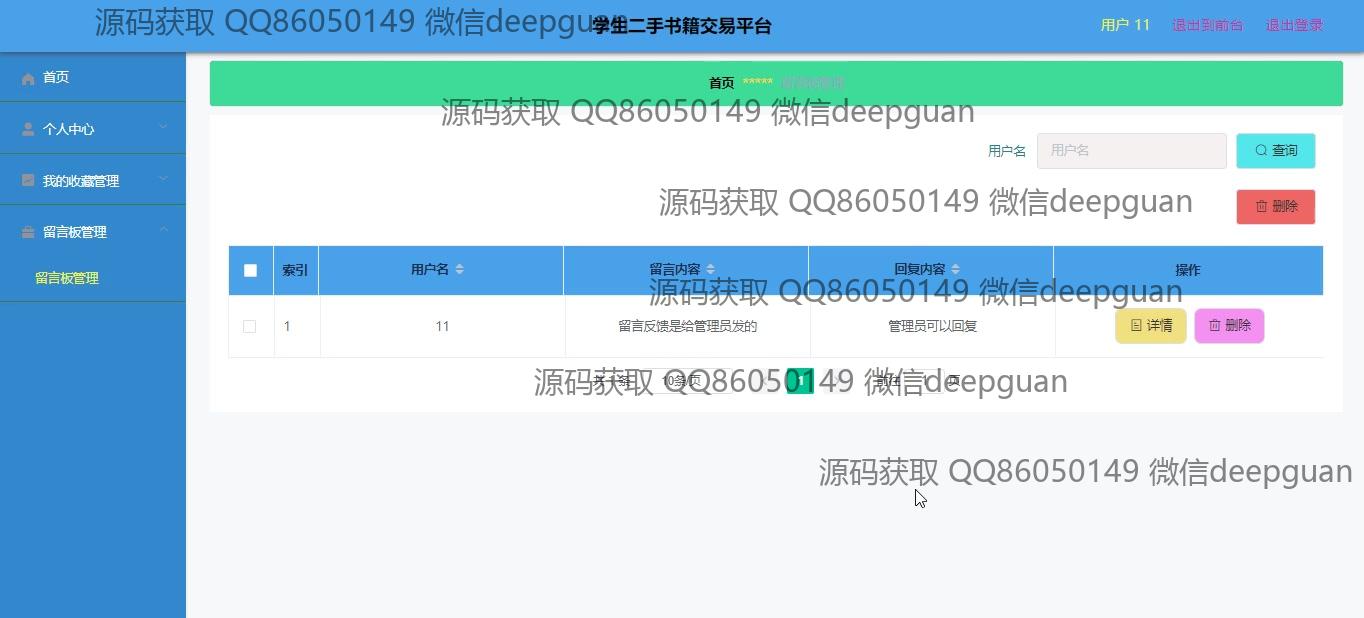 源码获取 QQ86050149 微信deepguan
学生二手书籍交易平台
用户 11 退出到前台 退出登录
首页
个人中心
我的收藏管理
留言板管理
留言板管理
首页 ***** 留言板管理
源码获取 QQ86050149 微信deepguan
用户名 用户名 查询
源码获取 QQ86050149 微信deepguan
删除
索引 用户名 留言内容 回复内容 操作
源码获取 QQ86050149 微信deepguan
1 11 留言反馈是给管理员发的 管理员可以回复 详情 删除
共 1 条 10条/页 1 前往 1 页
源码获取 QQ86050149 微信deepguan
源码获取 QQ86050149 微信deepguan